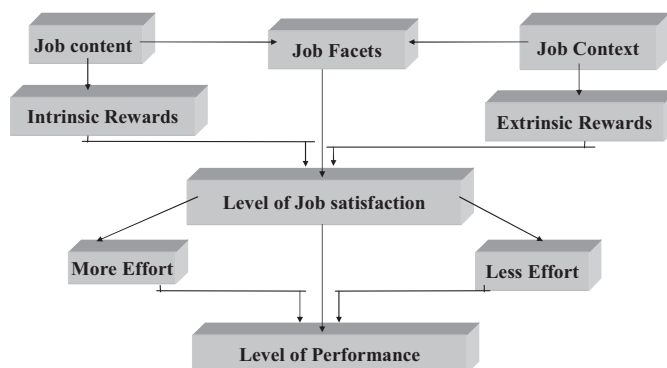 Job content
Job Facets
Job Context
Intrinsic Rewards
Extrinsic Rewards
Level of Job satisfaction
More Effort
Less Effort
Level of Performance